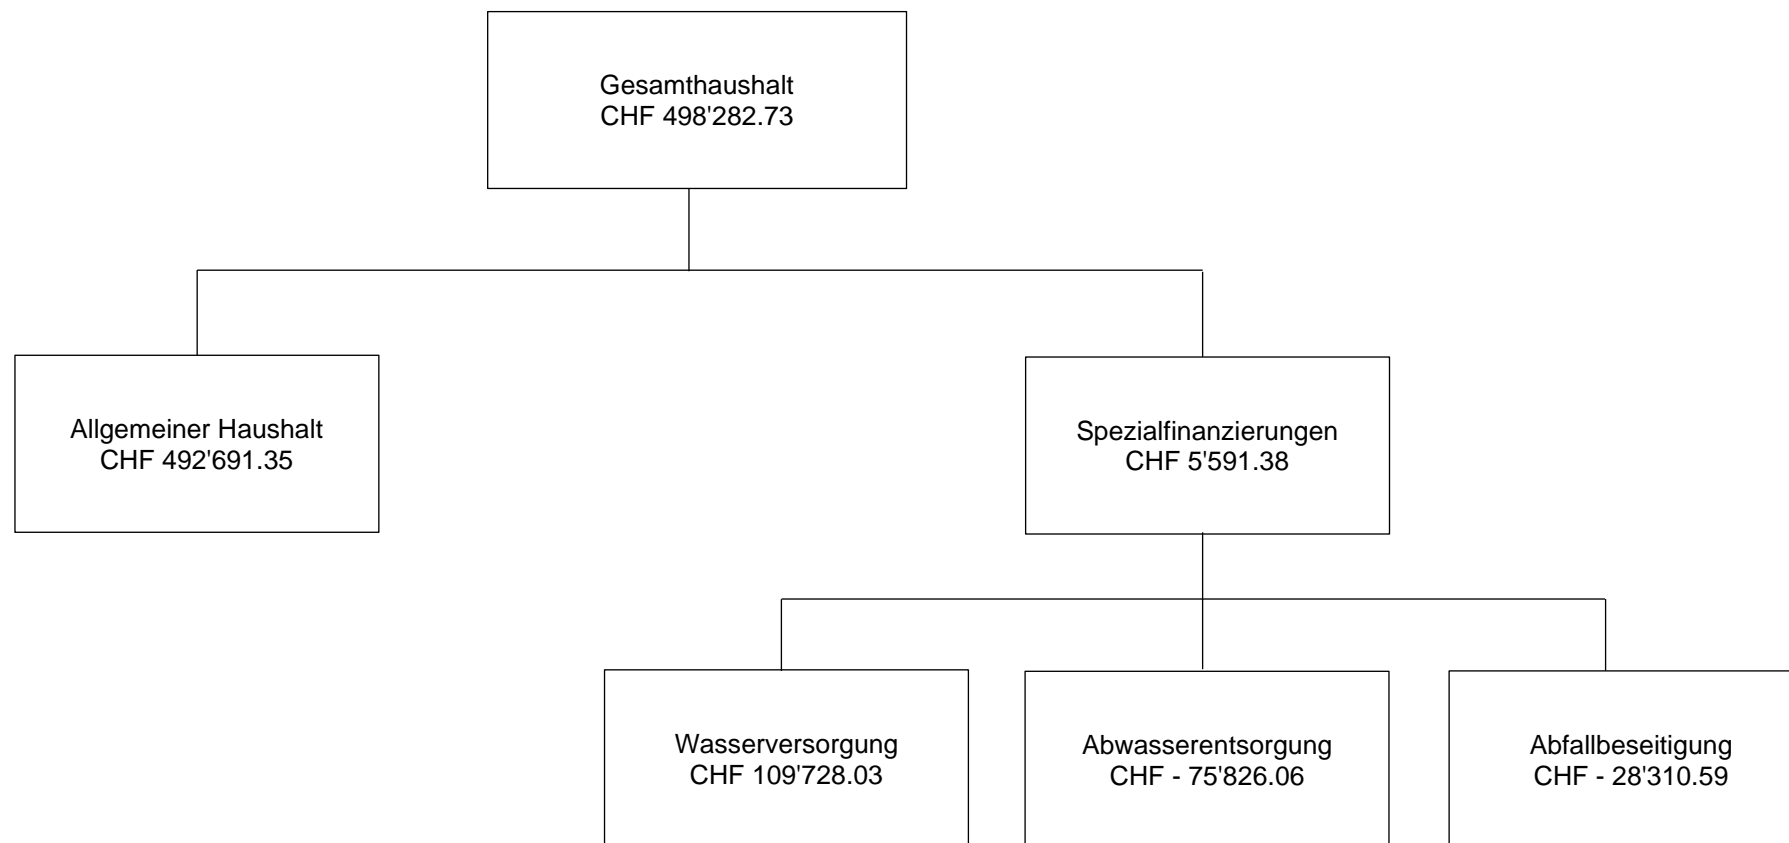 Gesamthaushalt
CHF 498'282.73
Allgemeiner Haushalt
CHF 492'691.35
Spezialfinanzierungen
CHF 5'591.38
Wasserversorgung
CHF 109'728.03
Abwasserentsorgung
CHF - 75'826.06
Abfallbeseitigung
CHF - 28'310.59